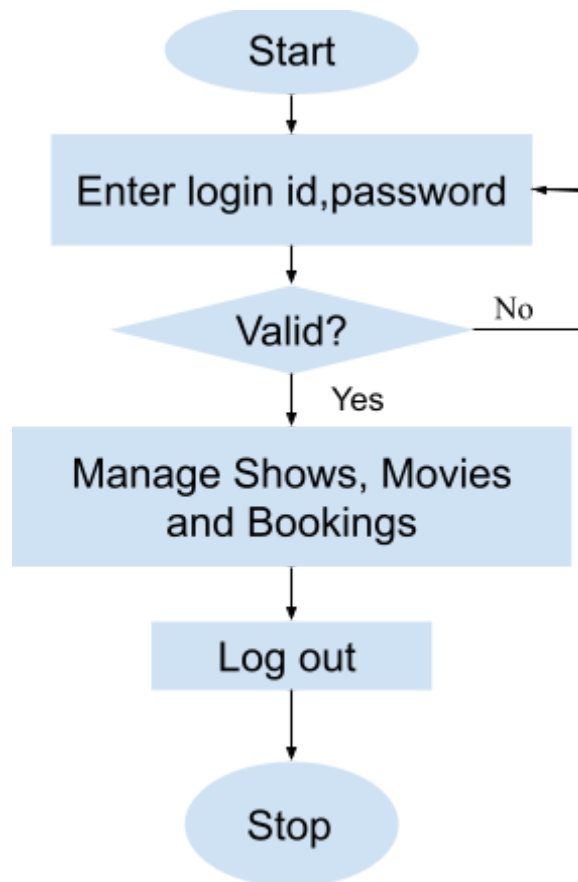 Start
Enter login id,password
Valid?
No
Yes
Manage Shows, Movies
and Bookings
Log out
Stop